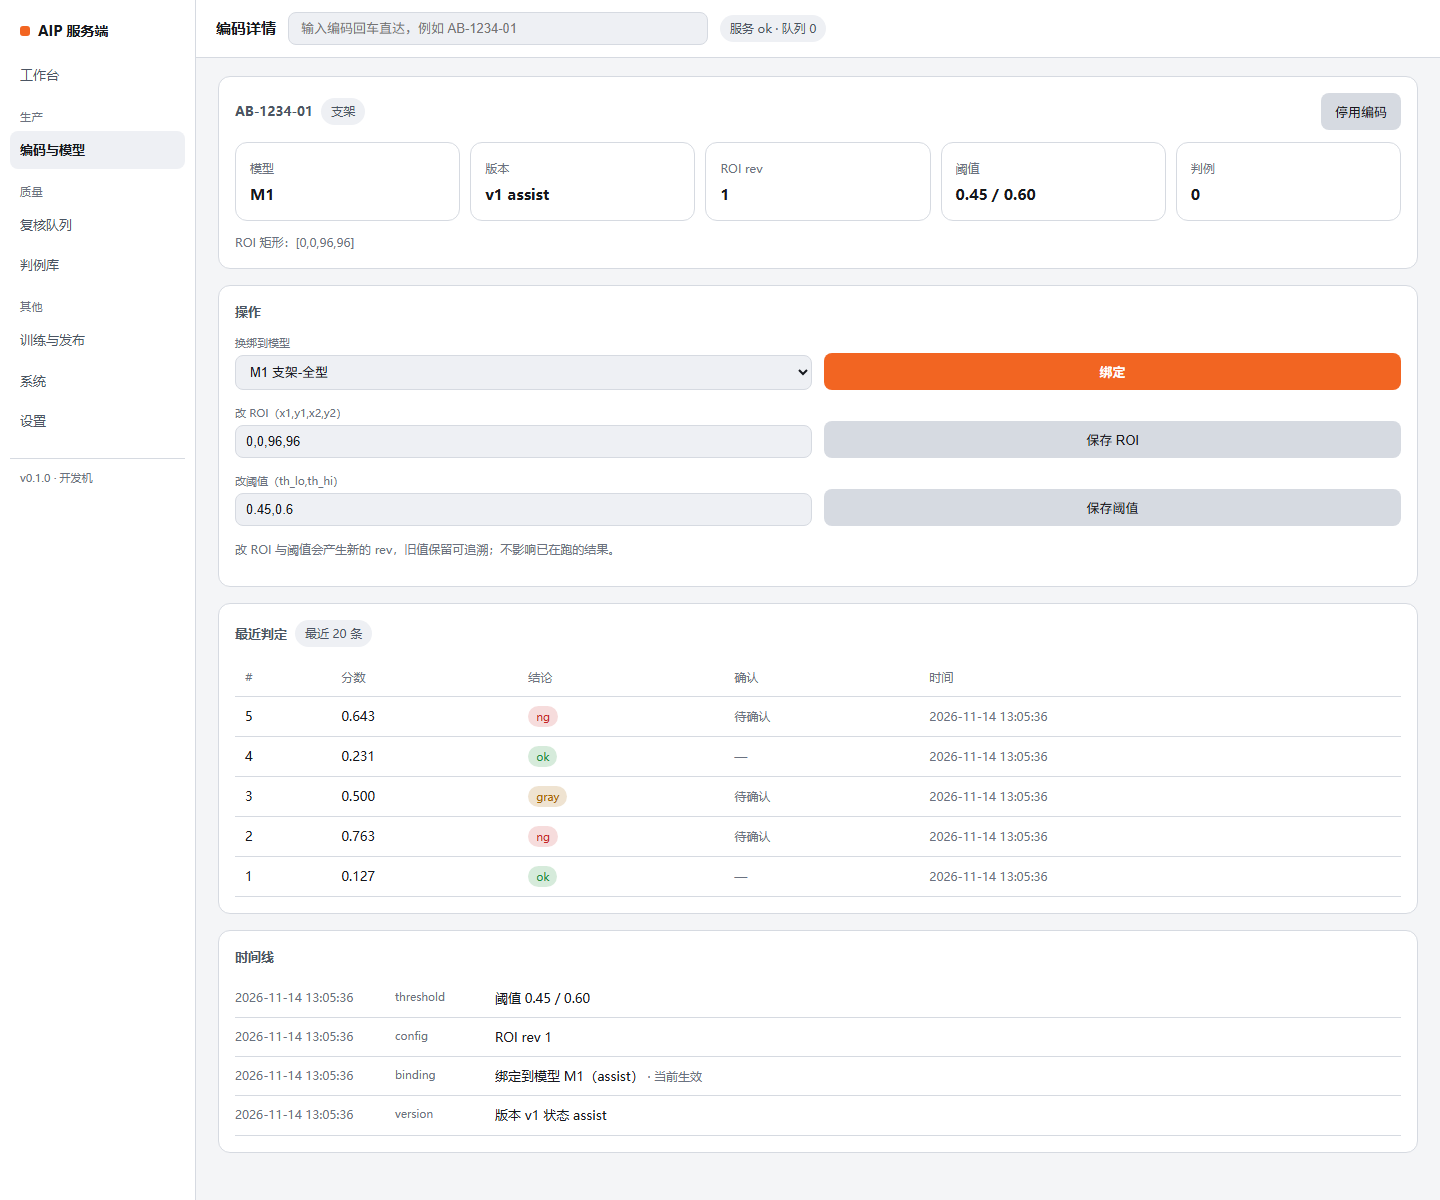 AIP 服务端
工作台
生产
编码与模型
质量
复核队列
判例库
其他
训练与发布
系统
设置
v0.1.0 · 开发机
编码详情
输入编码回车直达，例如 AB-1234-01
服务 ok · 队列 0
AB-1234-01 支架
停用编码
模型 版本 ROI rev 阈值 判例
M1 v1 assist 1 0.45 / 0.60 0
ROI 矩形：[0,0,96,96]
操作
换绑到模型
M1 支架-全型 绑定
改 ROI（x1,y1,x2,y2）
0,0,96,96 保存 ROI
改阈值（th_lo,th_hi）
0.45,0.6 保存阈值
改 ROI 与阈值会产生新的 rev，旧值保留可追溯；不影响已在跑的结果。
最近判定 最近 20 条
# 分数 结论 确认 时间
5 0.643 ng 待确认 2026-11-14 13:05:36
4 0.231 ok — 2026-11-14 13:05:36
3 0.500 gray 待确认 2026-11-14 13:05:36
2 0.763 ng 待确认 2026-11-14 13:05:36
1 0.127 ok — 2026-11-14 13:05:36
时间线
2026-11-14 13:05:36 threshold 阈值 0.45 / 0.60
2026-11-14 13:05:36 config ROI rev 1
2026-11-14 13:05:36 binding 绑定到模型 M1（assist） · 当前生效
2026-11-14 13:05:36 version 版本 v1 状态 assist